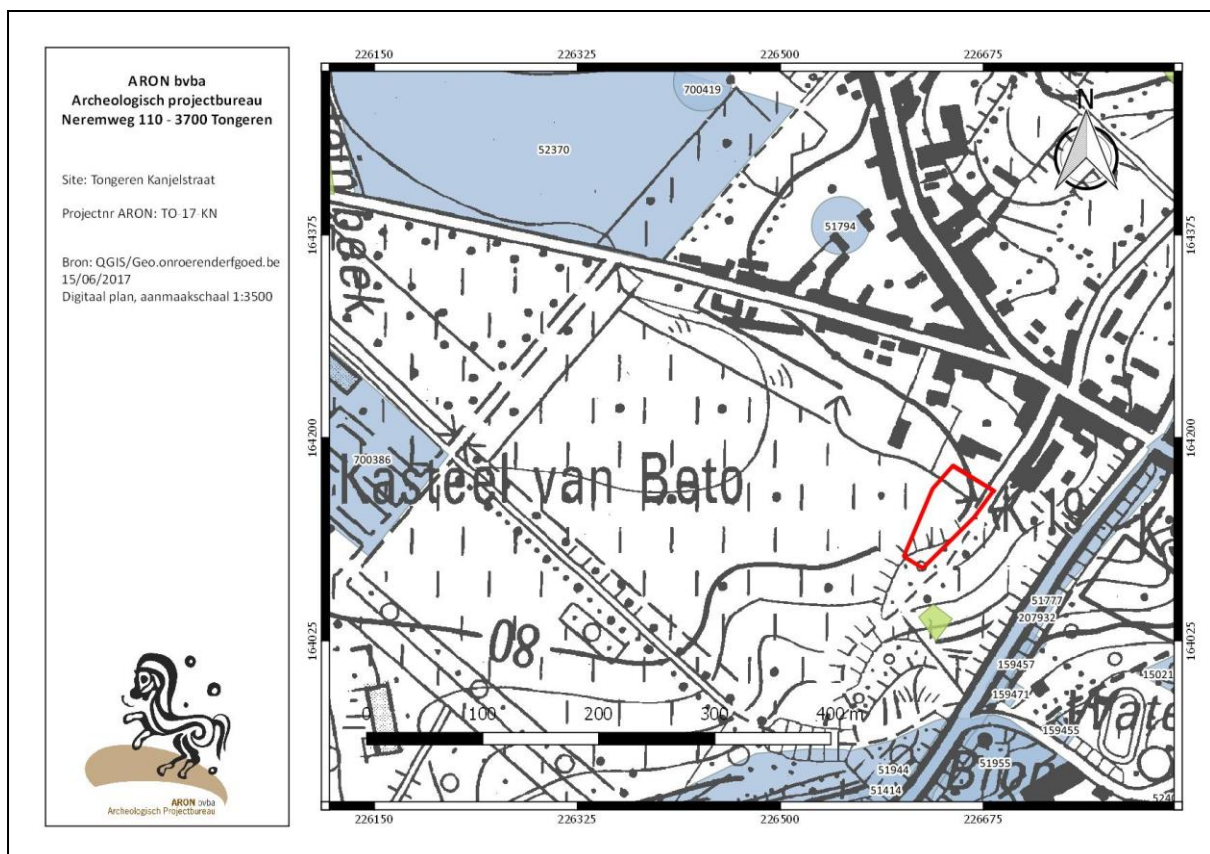 ARON bvba
Archeologisch projectbureau
Neremweg 110 - 3700 Tongeren
Site: Tongeren Kanjelstraat
Projectnr ARON: TO-17-KN
Bron: QGIS/Geo.onroerenderfgoed.be
15/06/2017
Digitaal plan, aanmaakschaal 1:3500
ARON bvba
Archeologisch Projectbureau
226150
226325
226500
226675
164375
164200
164025
164375
164200
164025
226150
226325
226500
226675
N
700419
52370
51794
beek
700386
Kasteel van Beto
K 19
80
51777
207932
159457
159471
15021
159455
51944
51955
51414
0
100
200
300
400 m